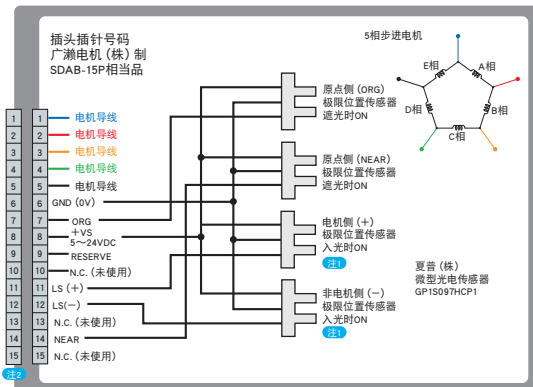 插头插针号码
广濑电机 (株) 制
SDAB-15P相当品
1 1 电机导线
2 2 电机导线
3 3 电机导线
4 4 电机导线
5 5 电机导线
6 6 GND (0V)
7 7 ORG
8 8 +VS
5～24VDC
9 9 RESERVE
10 10 N.C. (未使用)
11 11 LS (+)
12 12 LS(−)
13 13 N.C. (未使用)
14 14 NEAR
15 15 N.C. (未使用)
注2
原点侧 (ORG)
极限位置传感器
遮光时ON
原点侧 (NEAR)
极限位置传感器
遮光时ON
电机侧 (+)
极限位置传感器
入光时ON
注1
非电机侧 (−)
极限位置传感器
入光时ON
注1
5相步进电机
E相
A相
D相
B相
C相
夏普 (株)
微型光电传感器
GP1S097HCP1